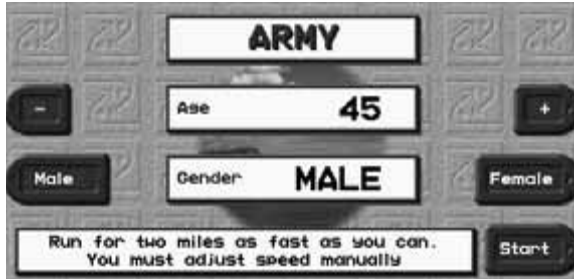 ARMY
- Age 45 +
Male Gender MALE Female
Run for two miles as fast as you can.
You must adjust speed manually
Start